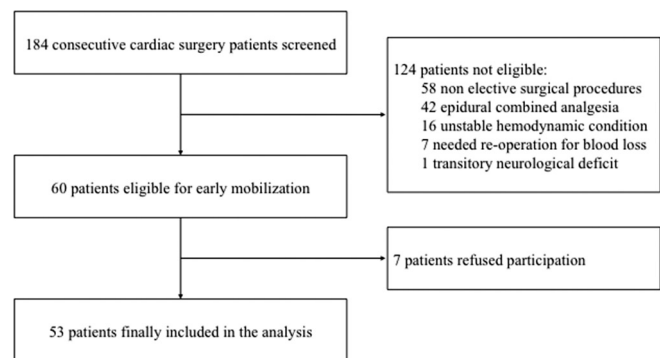 184 consecutive cardiac surgery patients screened
124 patients not eligible:
58 non elective surgical procedures
42 epidural combined analgesia
16 unstable hemodynamic condition
7 needed re-operation for blood loss
1 transitory neurological deficit
60 patients eligible for early mobilization
7 patients refused participation
53 patients finally included in the analysis